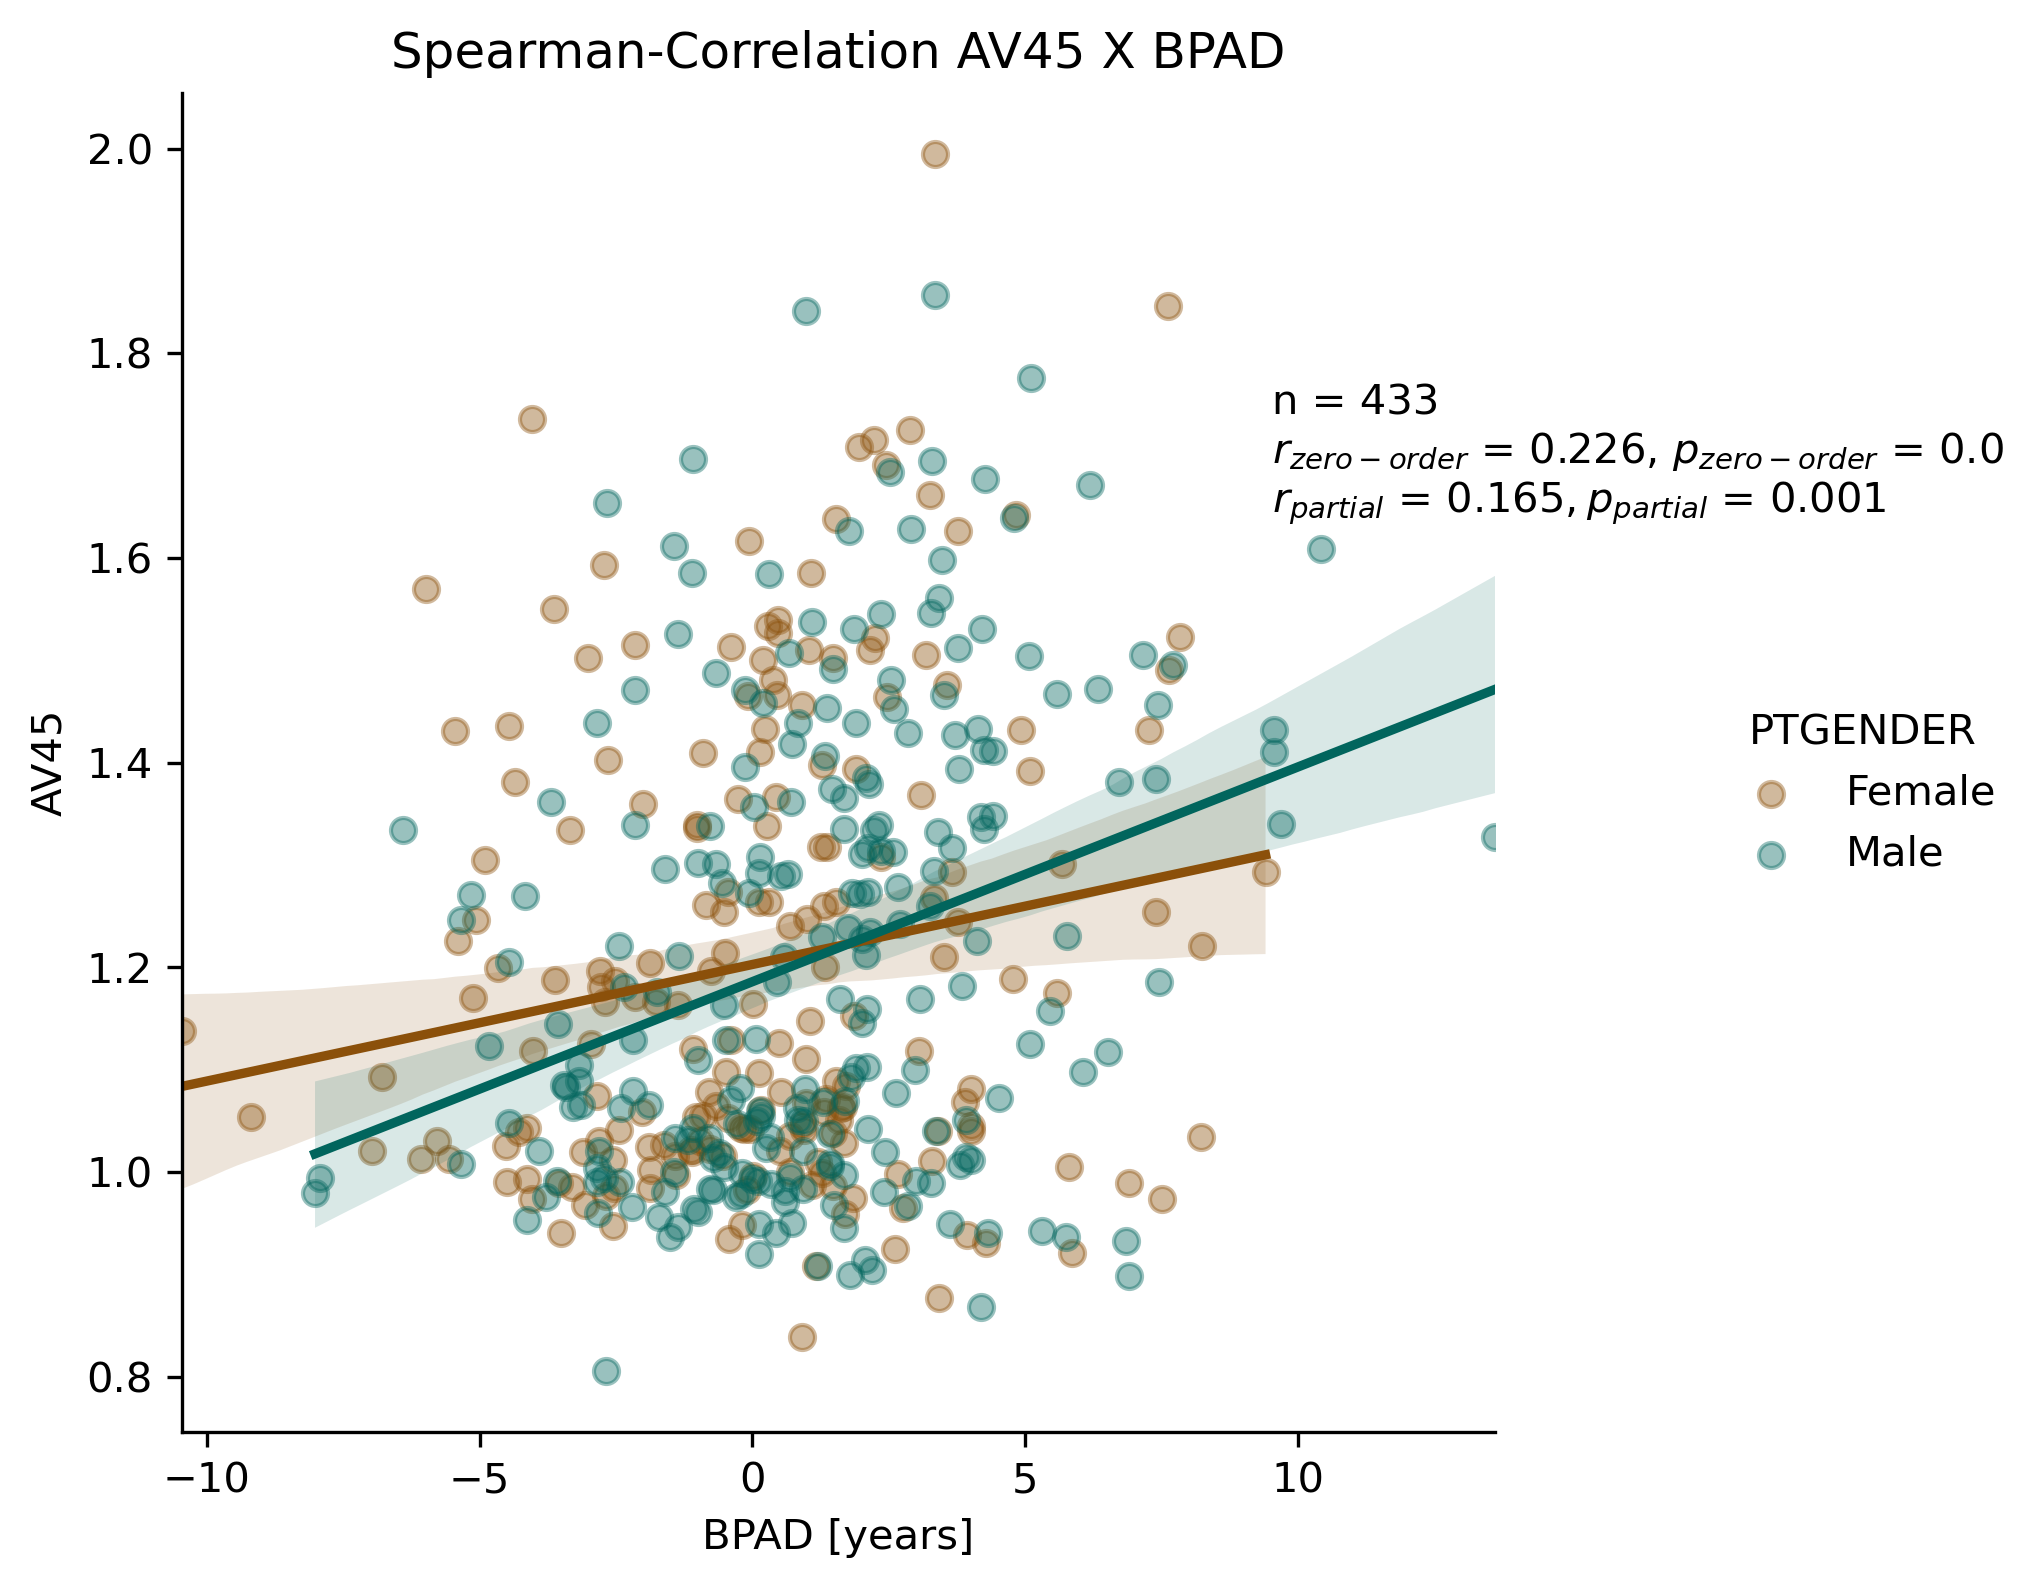 Spearman-Correlation AV45 X BPAD
2.0
1.8
1.6
1.4
1.2
1.0
0.8
AV45
n = 433
r_zero−order = 0.226, p_zero−order = 0.0
r_partial = 0.165, p_partial = 0.001
PTGENDER
Female
Male
−10 −5 0 5 10
BPAD [years]